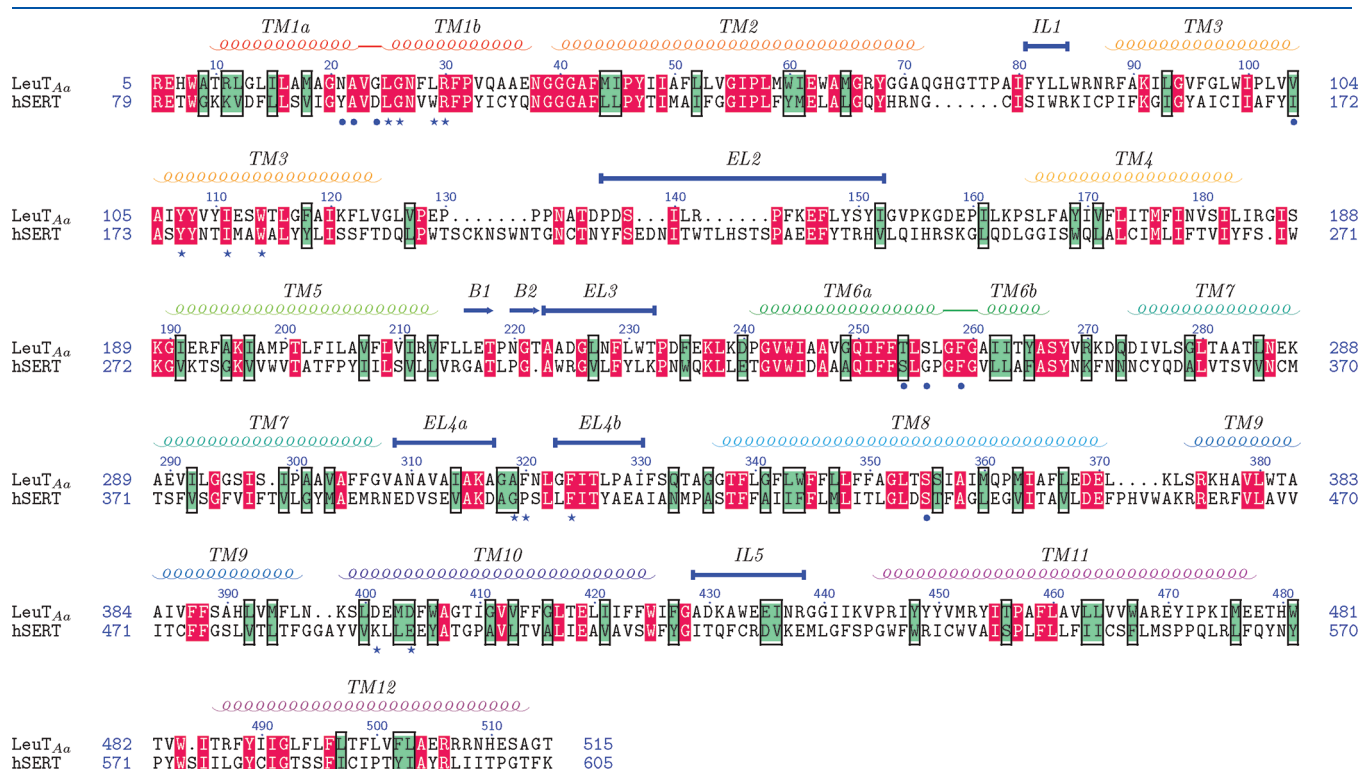 TM1a TM1b TM2 IL1 TM3
10 20 30 40 50 60 70 80 90 100
LeuTAa 5 REHWATRLGLILAMAGNAVGLGNFLRFPVQAAENGGGAFMIPYIIAFLLVGIPLMWIEWAMGRYGGAQGHGTTPAIFYLLWRNRFAKILGVFGLWIPLVV 104
hSERT 79 RETWGKKVDFLLSVIGYAVDLGNVWRFPYICYQNGGGAFLLPYTIMAIFGGIPLFYMELALGQYHRNG......CISIWRKICPIFKGIGYAICIIAFYI 172
TM3 EL2 TM4
110 120 130 140 150 160 170 180
LeuTAa 105 AIYYVYIESWTLGFAIKFLVGLVPEP.......PPNATDPDS...ILR......PFKEFLYSYIGVPKGDEPILKPSLFAYIVFLITMFINVSILIRGIS 188
hSERT 173 ASYYNTIMAWALYYLISSFTDQLPWTSCKNSWNTGNCTNYFSEDNITWTLHSTSPAEEFYTRHVLQIHRSKGLQDLGGISWQLALCIMLIFTVIYFS.IW 271
TM5 B1 B2 EL3 TM6a TM6b TM7
190 200 210 220 230 240 250 260 270 280
LeuTAa 189 KGIERFAKIAMPTLFILAVFLVIRVFLLETPNGTAADGLNFLWTPDFEKLKDPGVWIAAVGQIFFTLSLGFGAIITYASYVRKDQDIVLSGLTAATLNEK 288
hSERT 272 KGVKTSGKVVWVTATFPYIILSVLLVRGATLPG.AWRGVLFYLKPNWQKLLETGVWIDAAAQIFFSLGPGFGVLLAFASYNKFNNNCYQDALVTSVVNCM 370
TM7 EL4a EL4b TM8 TM9
290 300 310 320 330 340 350 360 370 380
LeuTAa 289 AEVILGGSIS.IPAAVAFFGVANAVAIAKAGAFNLGFITLPAIFSQTAGGTFLGFLWFFLLFFAGLTSSIAIMQPMIAFLEDEL....KLSRKHAVLWTA 383
hSERT 371 TSFVSGFVIFTVLGYMAEMRNEDVSEVAKDAGPSLLFITYAEAIANMPASTFFAIIFFLMLITLGLDSTFAGLEGVITAVLDEFPHVWAKRRERFVLAVV 470
TM9 TM10 IL5 TM11
390 400 410 420 430 440 450 460 470 480
LeuTAa 384 AIVFFSAHLVMFLN..KSLDEMDFWAGTIGVVFFGLTELIIFFWIFGADKAWEEINRGGIIKVPRIYYYVMRYITPAFLAVLLVVWAREYIPKIMEETHW 481
hSERT 471 ITCFFGSLVTLTFGGAYVVKLLEEYATGPAVLTVALIEAVAVSWFYGITQFCRDVKEMLGFSPGWFWRICWVAISPLFLLFIICSFLMSPPQLRLFQYNY 570
TM12
490 500 510
LeuTAa 482 TVW.ITRFYIIGLFLFLTFLVFLAERRRNHESAGT 515
hSERT 571 PYWSIILGYCIGTSSFICIPTYIAYRLIITPGTFK 605